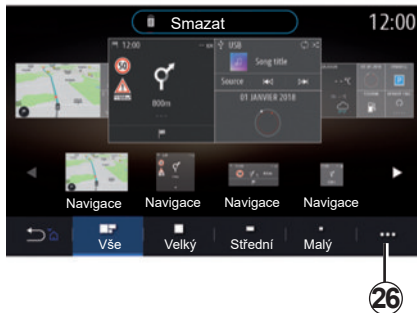 Smazat
12:00
12:00
USB
Song title
50
Source
800m
01 JANVIER 2018
Navigace Navigace Navigace Navigace
Vše Velký Střední Malý
26